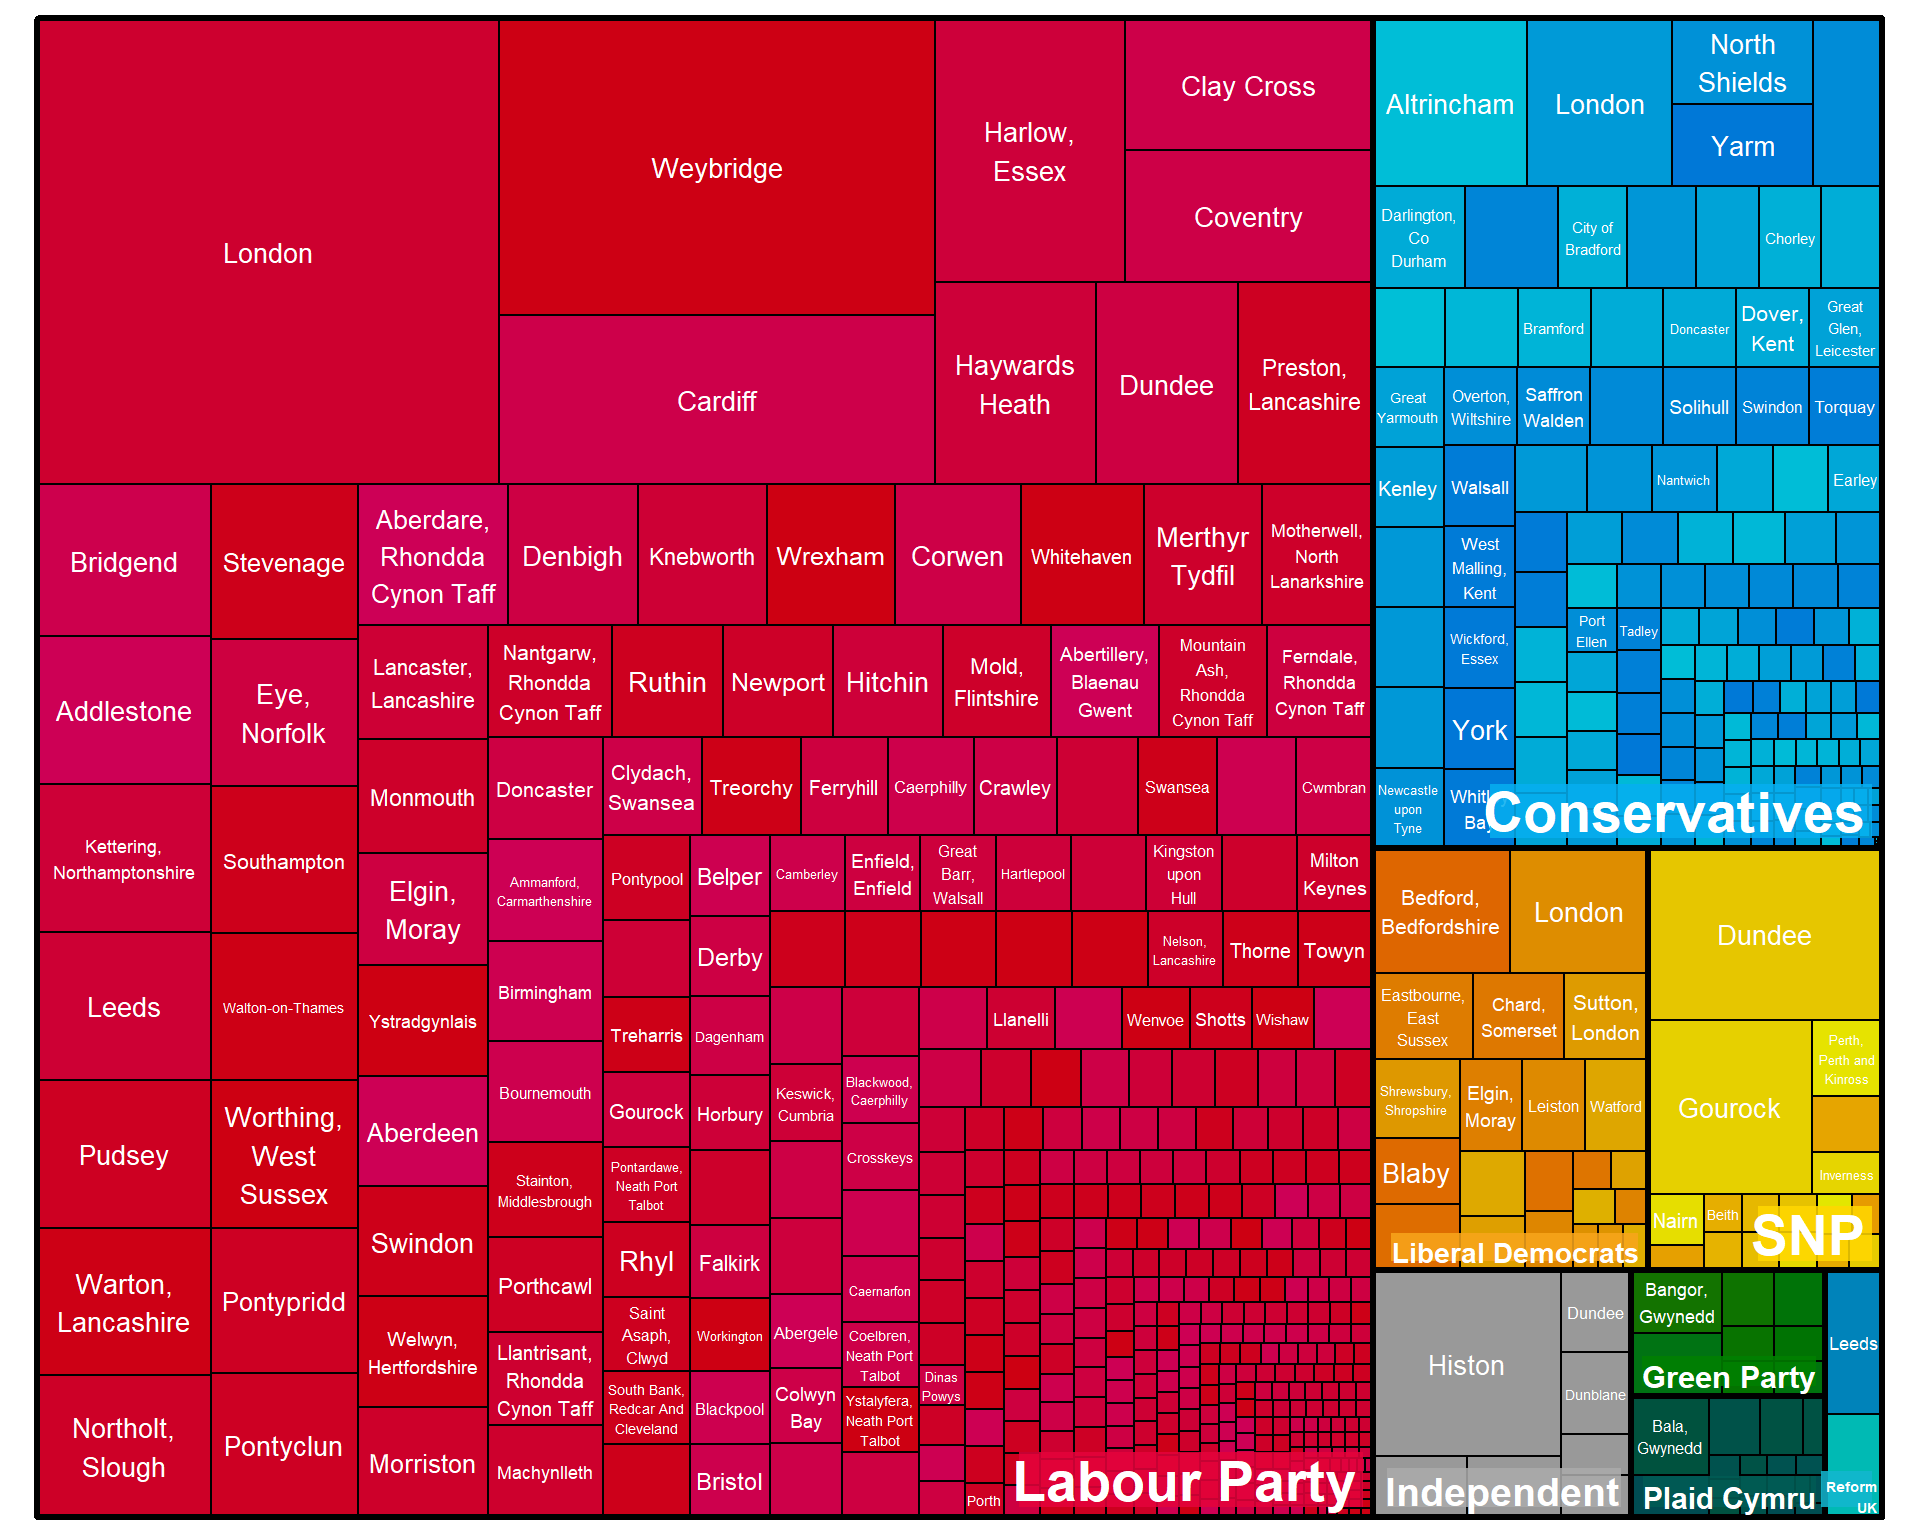 London
Weybridge
Cardiff
Harlow,
Essex
Clay Cross
Coventry
Haywards
Heath
Dundee
Preston,
Lancashire
Bridgend
Stevenage
Aberdare,
Rhondda
Cynon Taff
Denbigh
Knebworth
Wrexham
Corwen
Whitehaven
Merthyr
Tydfil
Motherwell,
North
Lanarkshire
Addlestone
Eye,
Norfolk
Lancaster,
Lancashire
Nantgarw,
Rhondda
Cynon Taff
Ruthin
Newport
Hitchin
Mold,
Flintshire
Abertillery,
Blaenau
Gwent
Mountain
Ash,
Rhondda
Cynon Taff
Ferndale,
Rhondda
Cynon Taff
Monmouth
Doncaster
Clydach,
Swansea
Treorchy
Ferryhill
Caerphilly
Crawley
Swansea
Cwmbran
Kettering,
Northamptonshire
Southampton
Elgin,
Moray
Ammanford,
Carmarthenshire
Pontypool
Belper
Camberley
Enfield,
Enfield
Great
Barr,
Walsall
Hartlepool
Kingston
upon
Hull
Milton
Keynes
Derby
Nelson,
Lancashire
Thorne
Towyn
Leeds
Walton-on-Thames
Ystradgynlais
Birmingham
Treharris
Dagenham
Llanelli
Wenvoe
Shotts
Wishaw
Pudsey
Worthing,
West
Sussex
Aberdeen
Bournemouth
Gourock
Horbury
Keswick,
Cumbria
Blackwood,
Caerphilly
Crosskeys
Stainton,
Middlesbrough
Pontardawe,
Neath Port
Talbot
Swindon
Rhyl
Falkirk
Warton,
Lancashire
Pontypridd
Porthcawl
Caernarfon
Welwyn,
Hertfordshire
Saint
Asaph,
Clwyd
Workington
Abergele
Coelbren,
Neath Port
Talbot
Llantrisant,
Rhondda
Cynon Taff
South Bank,
Redcar And
Cleveland
Blackpool
Colwyn
Bay
Ystalyfera,
Neath Port
Talbot
Dinas
Powys
Northolt,
Slough
Pontyclun
Morriston
Machynlleth
Bristol
Porth
Labour Party
Altrincham
London
North
Shields
Yarm
Darlington,
Co
Durham
City of
Bradford
Chorley
Bramford
Doncaster
Dover,
Kent
Great
Glen,
Leicester
Great
Yarmouth
Overton,
Wiltshire
Saffron
Walden
Solihull
Swindon
Torquay
Kenley
Walsall
Nantwich
Earley
West
Malling,
Kent
Port
Ellen
Tadley
Wickford,
Essex
York
Newcastle
upon
Tyne
Whitley
Bay
Conservatives
Bedford,
Bedfordshire
London
Eastbourne,
East
Sussex
Chard,
Somerset
Sutton,
London
Shrewsbury,
Shropshire
Elgin,
Moray
Leiston
Watford
Blaby
Liberal Democrats
Dundee
Gourock
Perth,
Perth and
Kinross
Inverness
Nairn
Beith
SNP
Histon
Dundee
Dunblane
Independent
Bangor,
Gwynedd
Green Party
Bala,
Gwynedd
Plaid Cymru
Leeds
Reform
UK